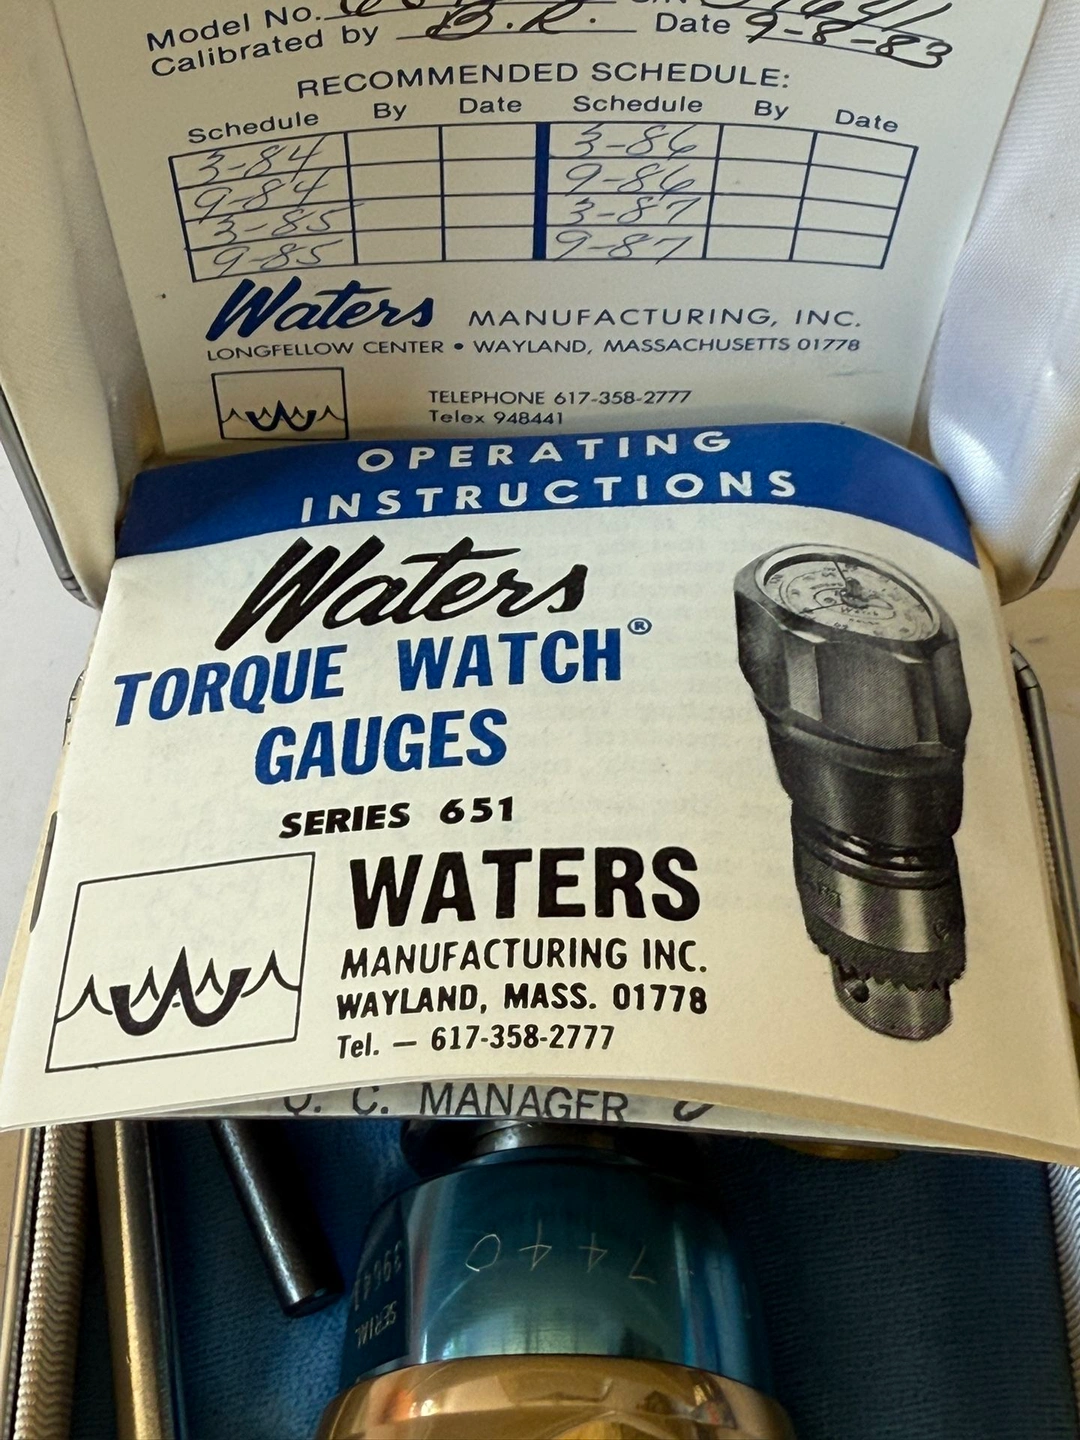 Model No.
Calibrated by B.R. Date 9-8-83
RECOMMENDED SCHEDULE:
Schedule By Date Schedule By Date
3-84 3-86
9-84 9-86
3-85 3-87
9-85 9-87
Waters MANUFACTURING, INC.
LONGFELLOW CENTER • WAYLAND, MASSACHUSETTS 01778
TELEPHONE 617-358-2777
Telex 948441
OPERATING
INSTRUCTIONS
Waters
TORQUE WATCH®
GAUGES
SERIES 651
WATERS
MANUFACTURING INC.
WAYLAND, MASS. 01778
Tel. — 617-358-2777
Q. C. MANAGER
7440
SERIAL